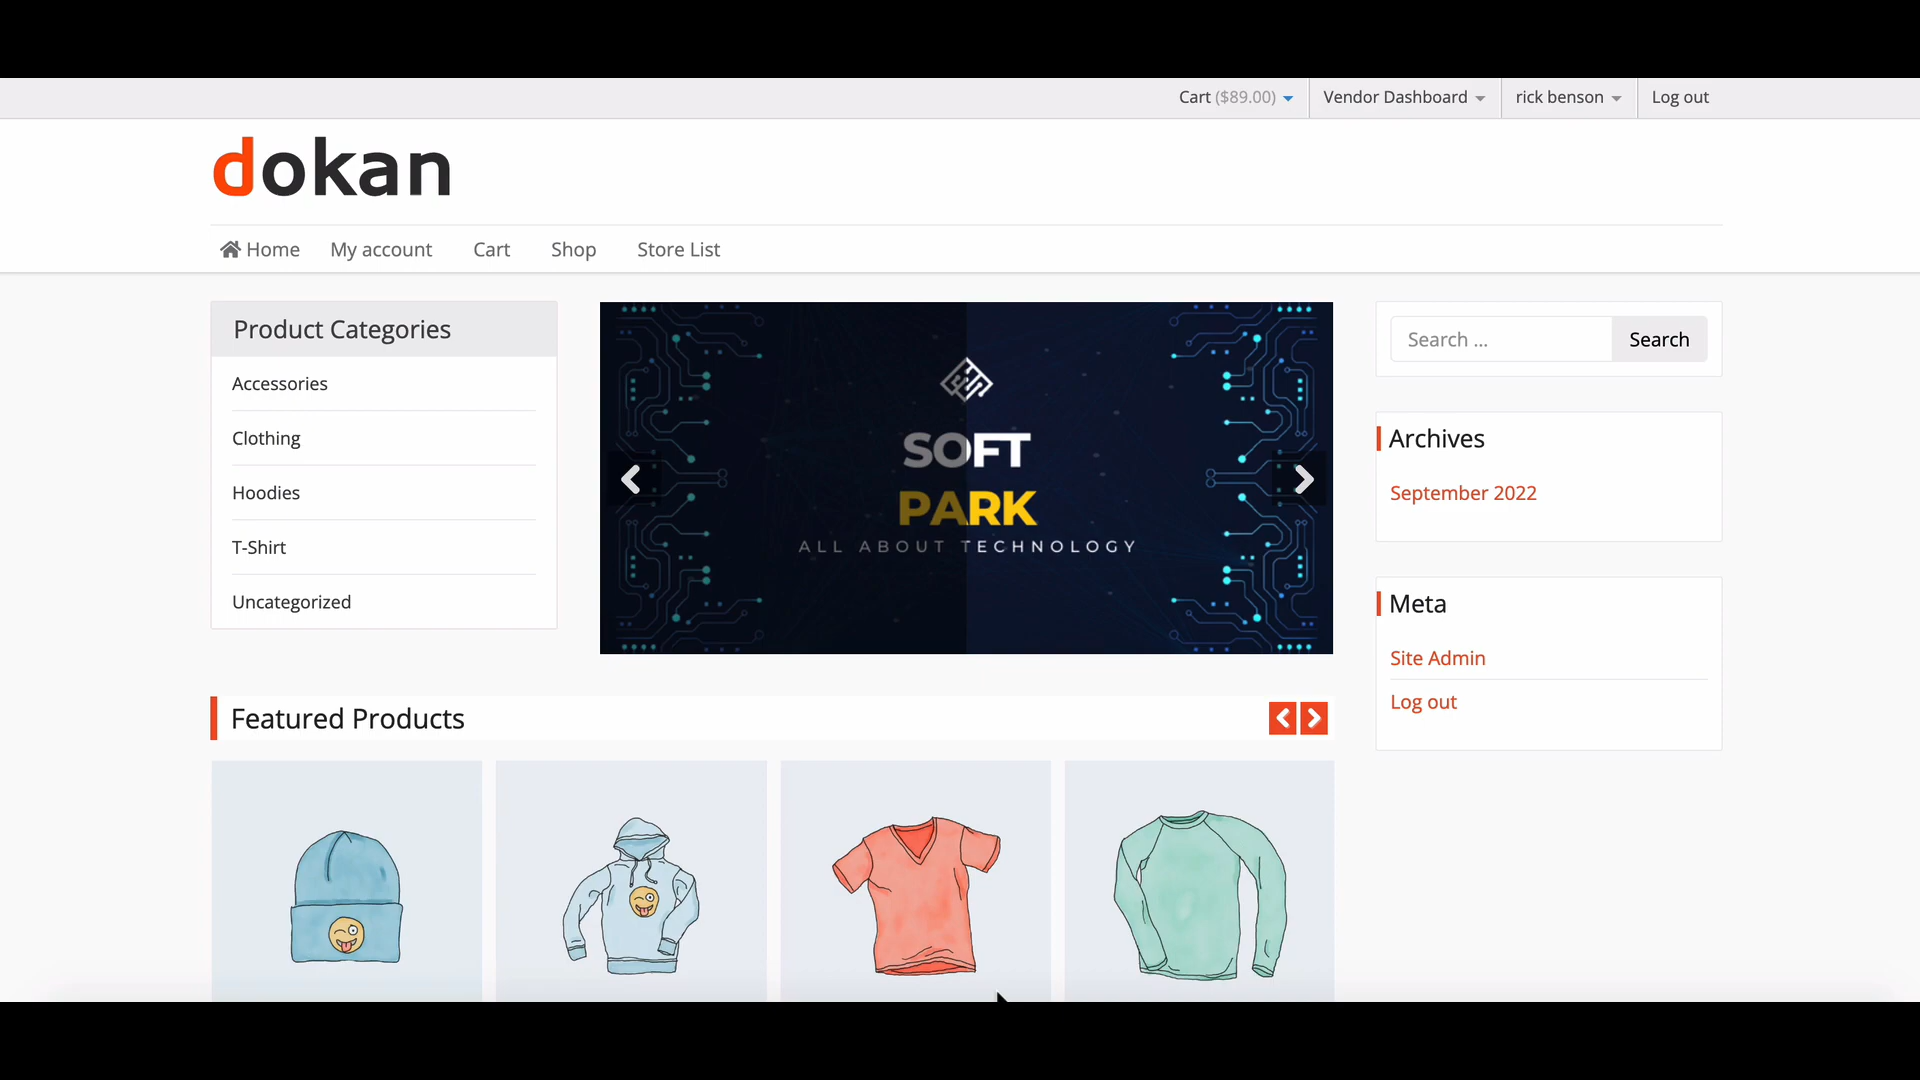 Cart ($89.00)
Vendor Dashboard
rick benson
Log out
dokan
Home
My account
Cart
Shop
Store List
Product Categories
Accessories
Clothing
Hoodies
T-Shirt
Uncategorized
SOFT
PARK
ALL ABOUT TECHNOLOGY
Search ...
Search
Archives
September 2022
Meta
Site Admin
Log out
Featured Products